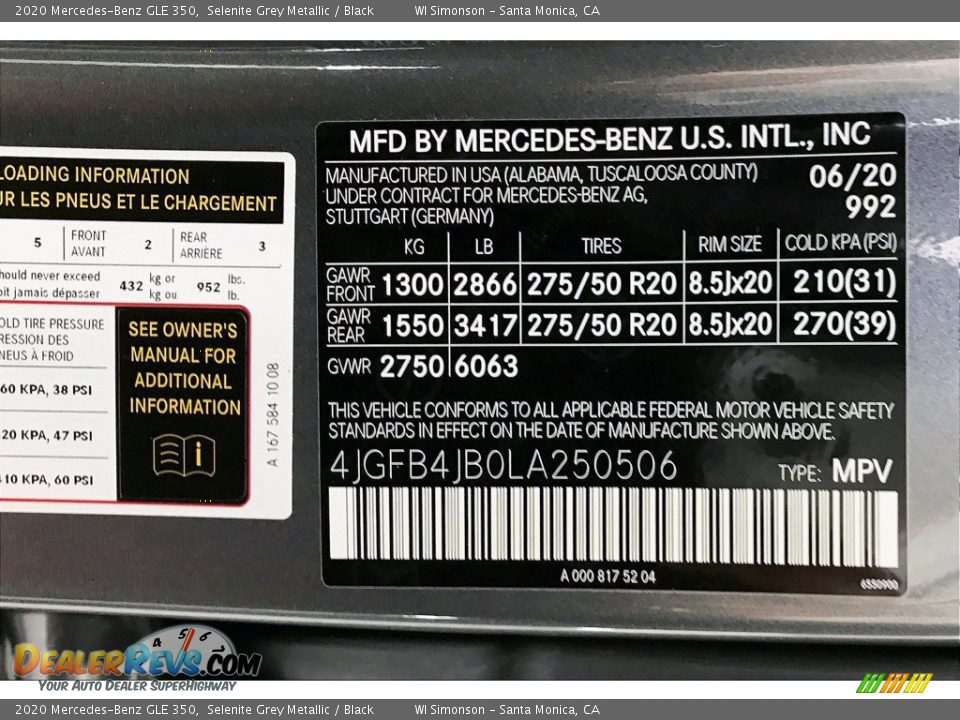 2020 Mercedes-Benz GLE 350, Selenite Grey Metallic / Black WI Simonson - Santa Monica, CA
LOADING INFORMATION
UR LES PNEUS ET LE CHARGEMENT
5 FRONT AVANT 2 REAR ARRIÈRE 3
hould never exceed
oit jamais dépasser
432 kg or kg ou 952 lbs. lb.
OLD TIRE PRESSURE
RESSION DES
NEUS À FROID
60 KPA, 38 PSI
20 KPA, 47 PSI
10 KPA, 60 PSI
SEE OWNER'S
MANUAL FOR
ADDITIONAL
INFORMATION
i
A 167 584 10 08
MFD BY MERCEDES-BENZ U.S. INTL., INC
MANUFACTURED IN USA (ALABAMA, TUSCALOOSA COUNTY)
UNDER CONTRACT FOR MERCEDES-BENZ AG,
STUTTGART (GERMANY)
06/20
992
KG LB TIRES RIM SIZE COLD KPA (PSI)
GAWR FRONT 1300 2866 275/50 R20 8.5Jx20 210(31)
GAWR REAR 1550 3417 275/50 R20 8.5Jx20 270(39)
GVWR 2750 6063
THIS VEHICLE CONFORMS TO ALL APPLICABLE FEDERAL MOTOR VEHICLE SAFETY
STANDARDS IN EFFECT ON THE DATE OF MANUFACTURE SHOWN ABOVE.
4JGFB4JB0LA250506 TYPE: MPV
A 000 817 52 04
6550900
4 5 6
DealerRevs.com
Your Auto Dealer SuperHighway
2020 Mercedes-Benz GLE 350, Selenite Grey Metallic / Black WI Simonson - Santa Monica, CA